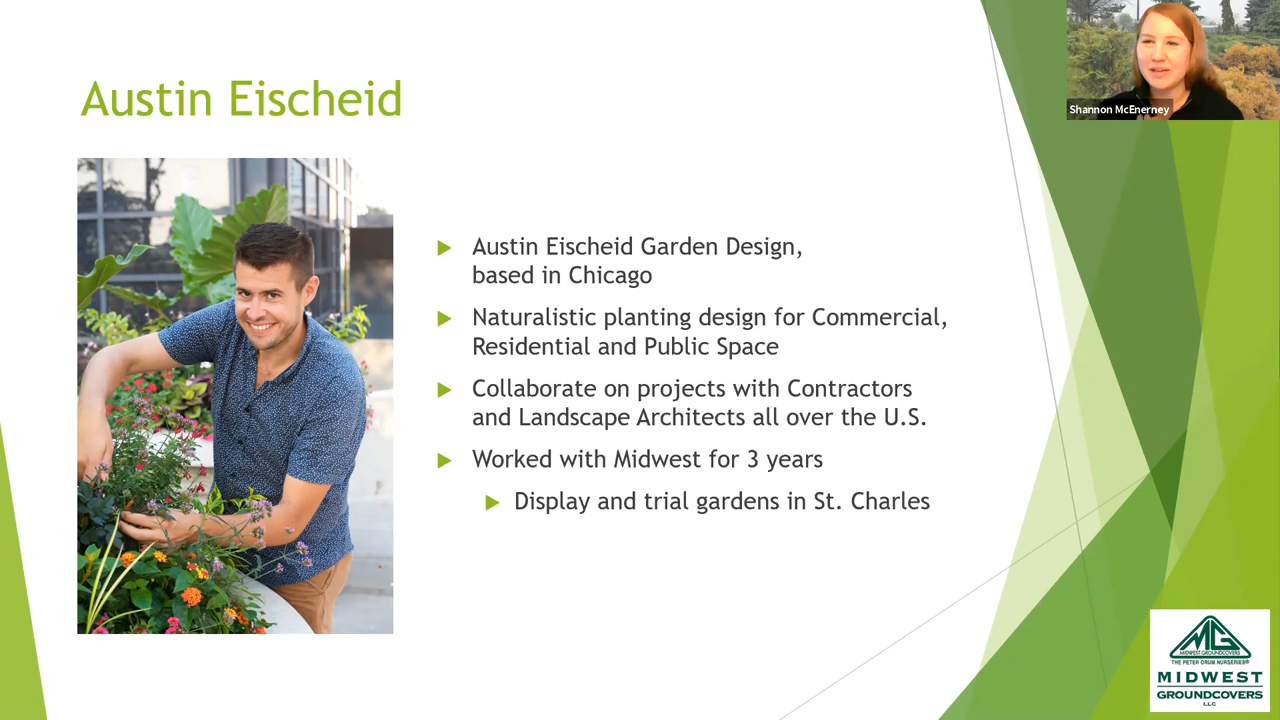 Austin Eischeid
Shannon McEnerney
Austin Eischeid Garden Design,
based in Chicago
Naturalistic planting design for Commercial,
Residential and Public Space
Collaborate on projects with Contractors
and Landscape Architects all over the U.S.
Worked with Midwest for 3 years
Display and trial gardens in St. Charles
MG
MIDWEST GROUNDCOVERS
THE PETER ORUM NURSERIES®
MIDWEST
GROUNDCOVERS
LLC